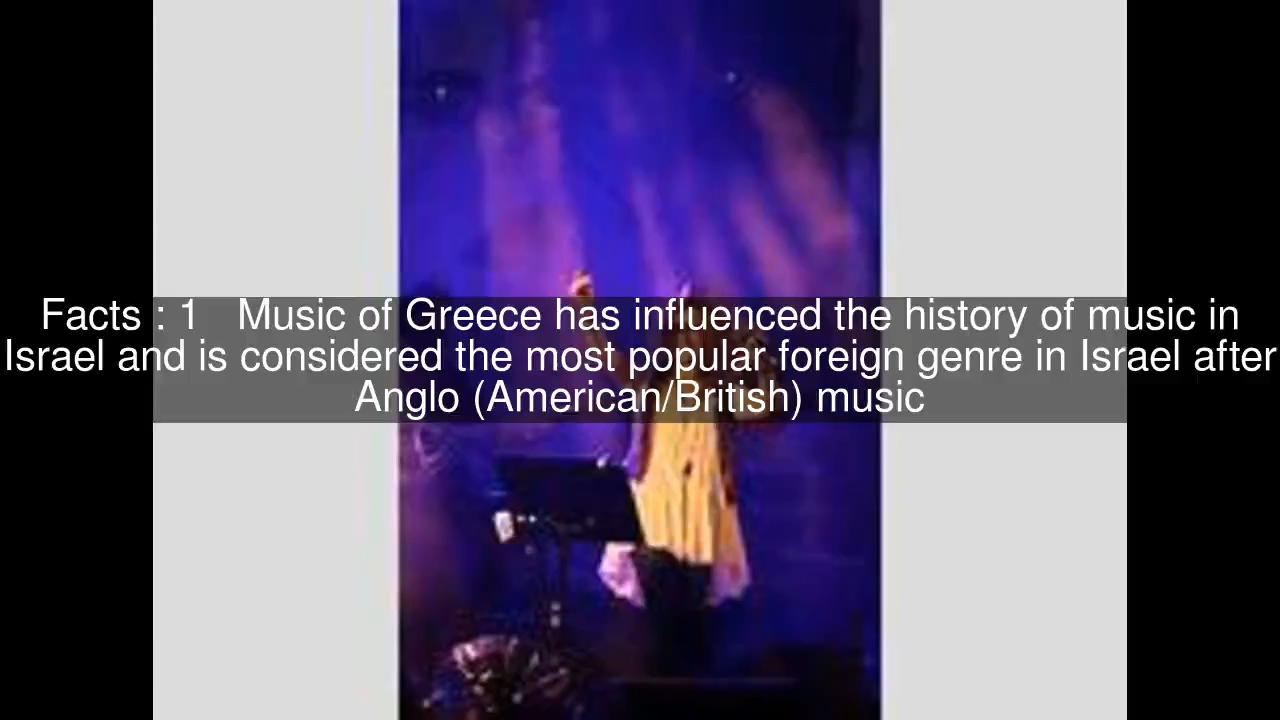 Facts : 1 Music of Greece has influenced the history of music in
Israel and is considered the most popular foreign genre in Israel after
Anglo (American/British) music